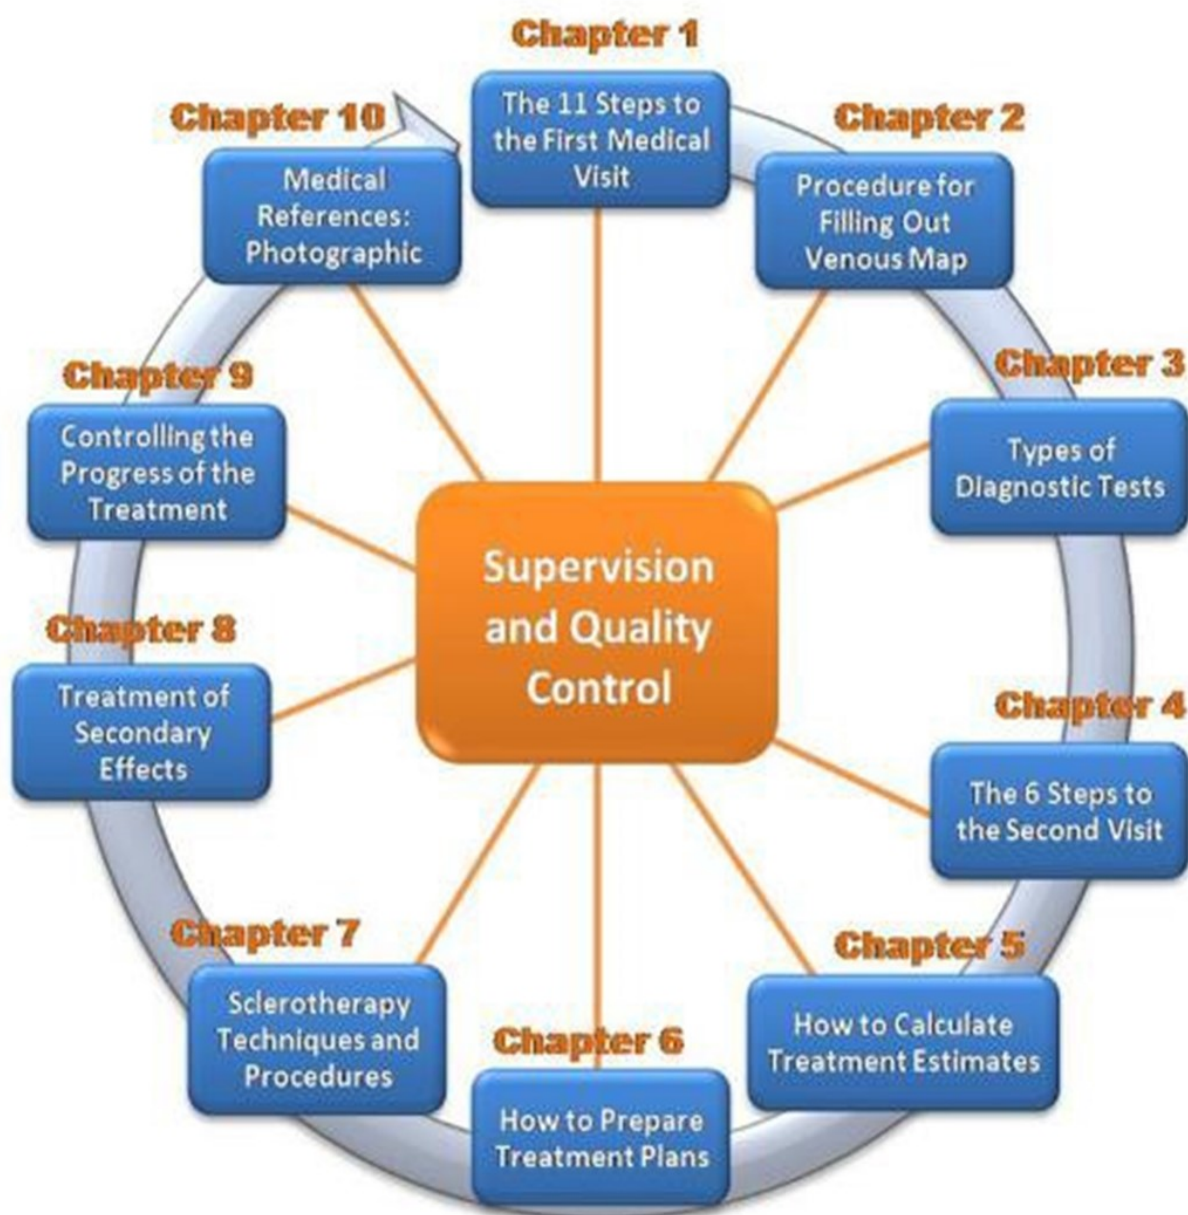 Chapter 1
The 11 Steps to
the First Medical
Visit
Chapter 2
Procedure for
Filling Out
Venous Map
Chapter 3
Types of
Diagnostic Tests
Chapter 4
The 6 Steps to
the Second Visit
Chapter 5
How to Calculate
Treatment Estimates
Chapter 6
How to Prepare
Treatment Plans
Chapter 7
Sclerotherapy
Techniques and
Procedures
Chapter 8
Treatment of
Secondary
Effects
Chapter 9
Controlling the
Progress of the
Treatment
Chapter 10
Medical
References:
Photographic
Supervision
and Quality
Control